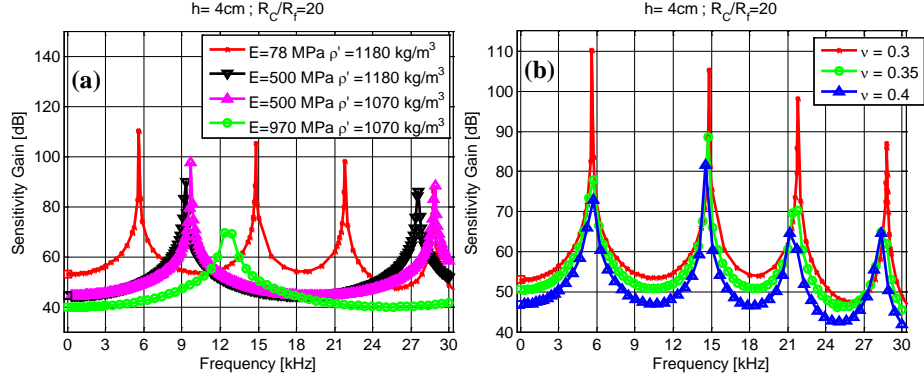 h= 4cm ; R_C/R_f=20
(a)
E=78 MPa ρ' =1180 kg/m^3
E=500 MPa ρ' =1180 kg/m^3
E=500 MPa ρ' =1070 kg/m^3
E=970 MPa ρ' =1070 kg/m^3
Sensitivity Gain [dB]
140
120
100
80
60
40
0 3 6 9 12 15 18 21 24 27 30
Frequency [kHz]
h= 4cm ; R_C/R_f=20
(b)
ν = 0.3
ν = 0.35
ν = 0.4
Sensitivity Gain [dB]
110
100
90
80
70
60
50
40
0 3 6 9 12 15 18 21 24 27 30
Frequency [kHz]